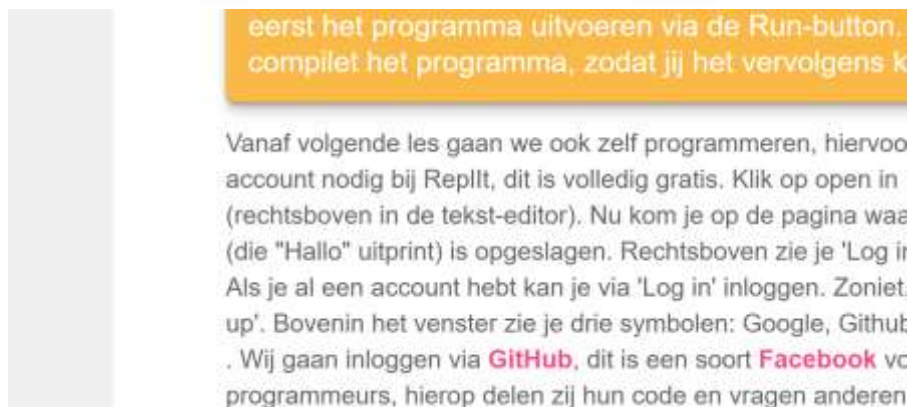 eerst het programma uitvoeren via de Run-button.
compilet het programma, zodat jij het vervolgens k
Vanaf volgende les gaan we ook zelf programmeren, hiervoo
account nodig bij ReplIt, dit is volledig gratis. Klik op open in
(rechtsboven in de tekst-editor). Nu kom je op de pagina waa
(die "Hallo" uitprint) is opgeslagen. Rechtsboven zie je 'Log in
Als je al een account hebt kan je via 'Log in' inloggen. Zoniet,
up'. Bovenin het venster zie je drie symbolen: Google, Github
. Wij gaan inloggen via GitHub, dit is een soort Facebook vo
programmeurs, hierop delen zij hun code en vragen anderen